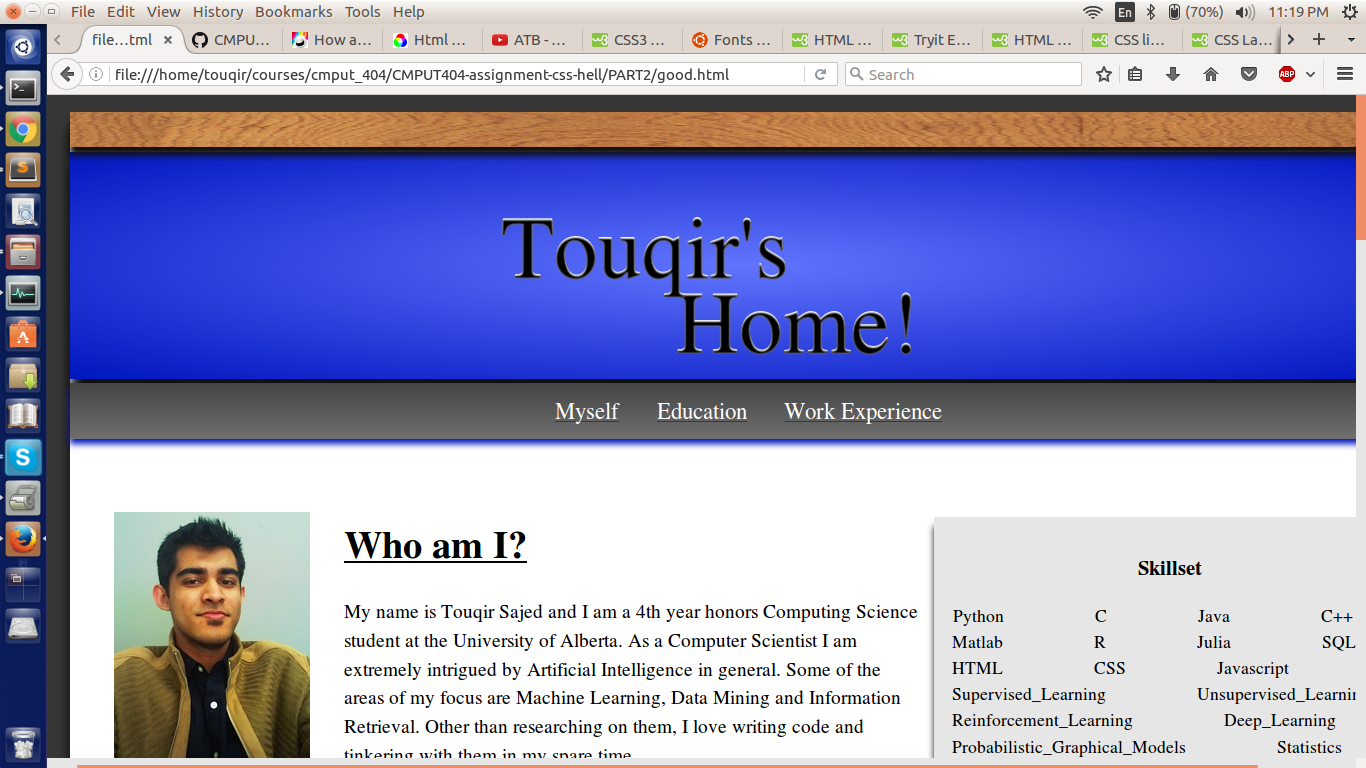 File Edit View History Bookmarks Tools Help
En (70%) 11:19 PM
file…tml CMPU… How a… Html … ATB - … CSS3 … Fonts … HTML … Tryit E… HTML … CSS li… CSS La…
file:///home/touqir/courses/cmput_404/CMPUT404-assignment-css-hell/PART2/good.html
Search
ABP
Touqir's
Home!
Myself Education Work Experience
Who am I?
My name is Touqir Sajed and I am a 4th year honors Computing Science
student at the University of Alberta. As a Computer Scientist I am
extremely intrigued by Artificial Intelligence in general. Some of the
areas of my focus are Machine Learning, Data Mining and Information
Retrieval. Other than researching on them, I love writing code and
tinkering with them in my spare time
Skillset
Python C Java C++
Matlab R Julia SQL
HTML CSS Javascript
Supervised_Learning Unsupervised_Learnin
Reinforcement_Learning Deep_Learning
Probabilistic_Graphical_Models Statistics